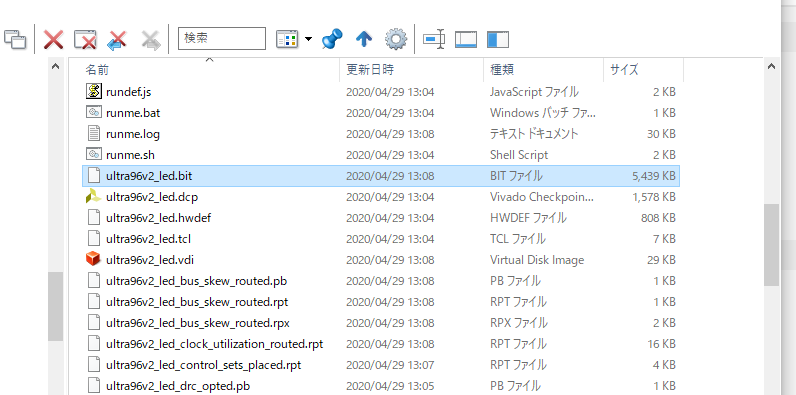 検索
名前 更新日時 種類 サイズ
rundef.js 2020/04/29 13:04 JavaScript ファイル 2 KB
runme.bat 2020/04/29 13:04 Windows バッチ ファ... 1 KB
runme.log 2020/04/29 13:08 テキスト ドキュメント 30 KB
runme.sh 2020/04/29 13:04 Shell Script 2 KB
ultra96v2_led.bit 2020/04/29 13:08 BIT ファイル 5,439 KB
ultra96v2_led.dcp 2020/04/29 13:04 Vivado Checkpoin... 1,578 KB
ultra96v2_led.hwdef 2020/04/29 13:04 HWDEF ファイル 808 KB
ultra96v2_led.tcl 2020/04/29 13:04 TCL ファイル 7 KB
ultra96v2_led.vdi 2020/04/29 13:08 Virtual Disk Image 29 KB
ultra96v2_led_bus_skew_routed.pb 2020/04/29 13:08 PB ファイル 1 KB
ultra96v2_led_bus_skew_routed.rpt 2020/04/29 13:08 RPT ファイル 1 KB
ultra96v2_led_bus_skew_routed.rpx 2020/04/29 13:08 RPX ファイル 2 KB
ultra96v2_led_clock_utilization_routed.rpt 2020/04/29 13:08 RPT ファイル 16 KB
ultra96v2_led_control_sets_placed.rpt 2020/04/29 13:07 RPT ファイル 4 KB
ultra96v2_led_drc_opted.pb 2020/04/29 13:05 PB ファイル 1 KB